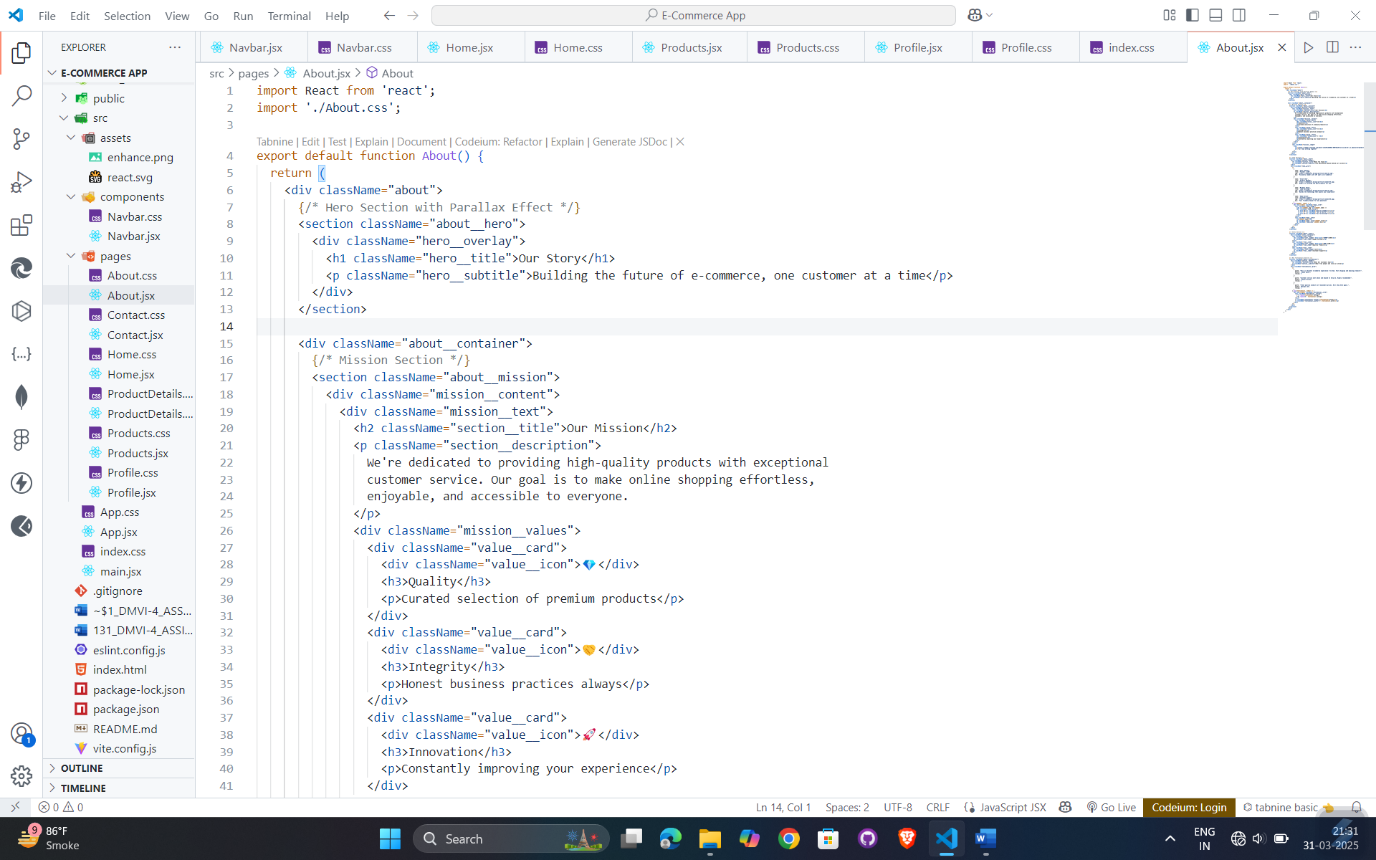 File Edit Selection View Go Run Terminal Help
E-Commerce App
EXPLORER
E-COMMERCE APP
public
src
assets
enhance.png
react.svg
components
Navbar.css
Navbar.jsx
pages
About.css
About.jsx
Contact.css
Contact.jsx
Home.css
Home.jsx
ProductDetails....
ProductDetails....
Products.css
Products.jsx
Profile.css
Profile.jsx
App.css
App.jsx
index.css
main.jsx
.gitignore
~$1_DMVI-4_ASS...
131_DMVI-4_ASSI...
eslint.config.js
index.html
package-lock.json
package.json
README.md
vite.config.js
OUTLINE
TIMELINE
Navbar.jsx Navbar.css Home.jsx Home.css Products.jsx Products.css Profile.jsx Profile.css index.css About.jsx
src > pages > About.jsx > About
1 import React from 'react';
2 import './About.css';
3
Tabnine | Edit | Test | Explain | Document | Codeium: Refactor | Explain | Generate JSDoc | X
4 export default function About() {
5 return (
6 <div className="about">
7 {/* Hero Section with Parallax Effect */}
8 <section className="about__hero">
9 <div className="hero__overlay">
10 <h1 className="hero__title">Our Story</h1>
11 <p className="hero__subtitle">Building the future of e-commerce, one customer at a time</p>
12 </div>
13 </section>
14
15 <div className="about__container">
16 {/* Mission Section */}
17 <section className="about__mission">
18 <div className="mission__content">
19 <div className="mission__text">
20 <h2 className="section__title">Our Mission</h2>
21 <p className="section__description">
22 We're dedicated to providing high-quality products with exceptional
23 customer service. Our goal is to make online shopping effortless,
24 enjoyable, and accessible to everyone.
25 </p>
26 <div className="mission__values">
27 <div className="value__card">
28 <div className="value__icon">💎</div>
29 <h3>Quality</h3>
30 <p>Curated selection of premium products</p>
31 </div>
32 <div className="value__card">
33 <div className="value__icon">🤝</div>
34 <h3>Integrity</h3>
35 <p>Honest business practices always</p>
36 </div>
37 <div className="value__card">
38 <div className="value__icon">🚀</div>
39 <h3>Innovation</h3>
40 <p>Constantly improving your experience</p>
41 </div>
1
0 0 Ln 14, Col 1 Spaces: 2 UTF-8 CRLF JavaScript JSX Go Live Codeium: Login tabnine basic
9 86°F
Smoke
Search
ENG
IN
21:31
31-03-2025